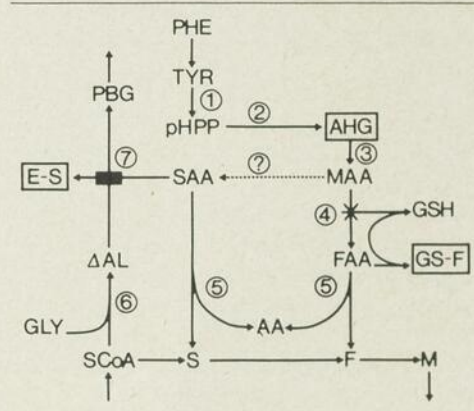 PHE
TYR
①
pHPP ② AHG
PBG
③
⑦
E-S SAA ? MAA
④ GSH
ΔAL FAA GS-F
⑤ ⑤
⑥ AA
GLY
SCoA S F M